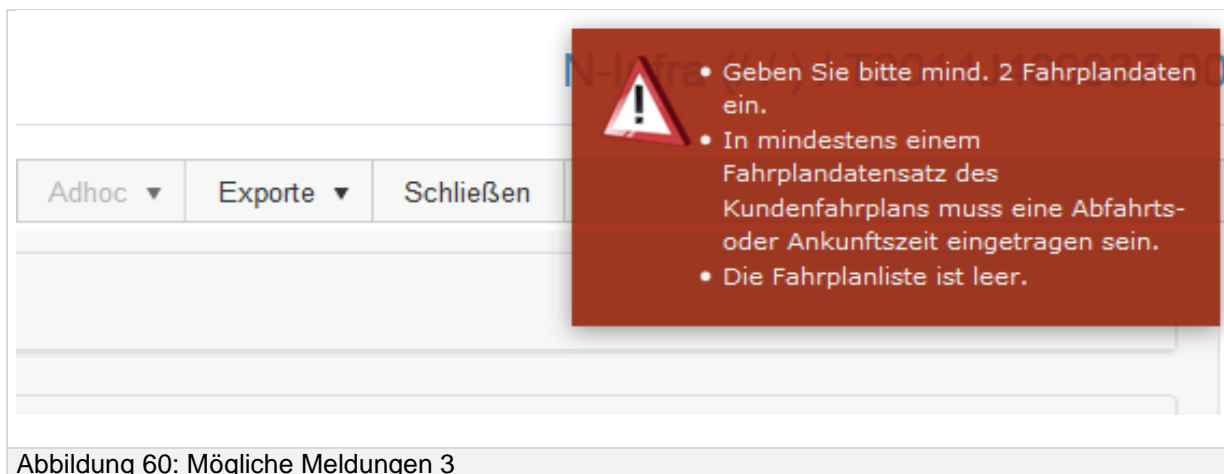 Geben Sie bitte mind. 2 Fahrplandaten
ein.
In mindestens einem
Fahrplandatensatz des
Kundenfahrplans muss eine Abfahrts-
oder Ankunftszeit eingetragen sein.
Die Fahrplanliste ist leer.
Adhoc ▼ Exporte ▼ Schließen
Abbildung 60: Mögliche Meldungen 3